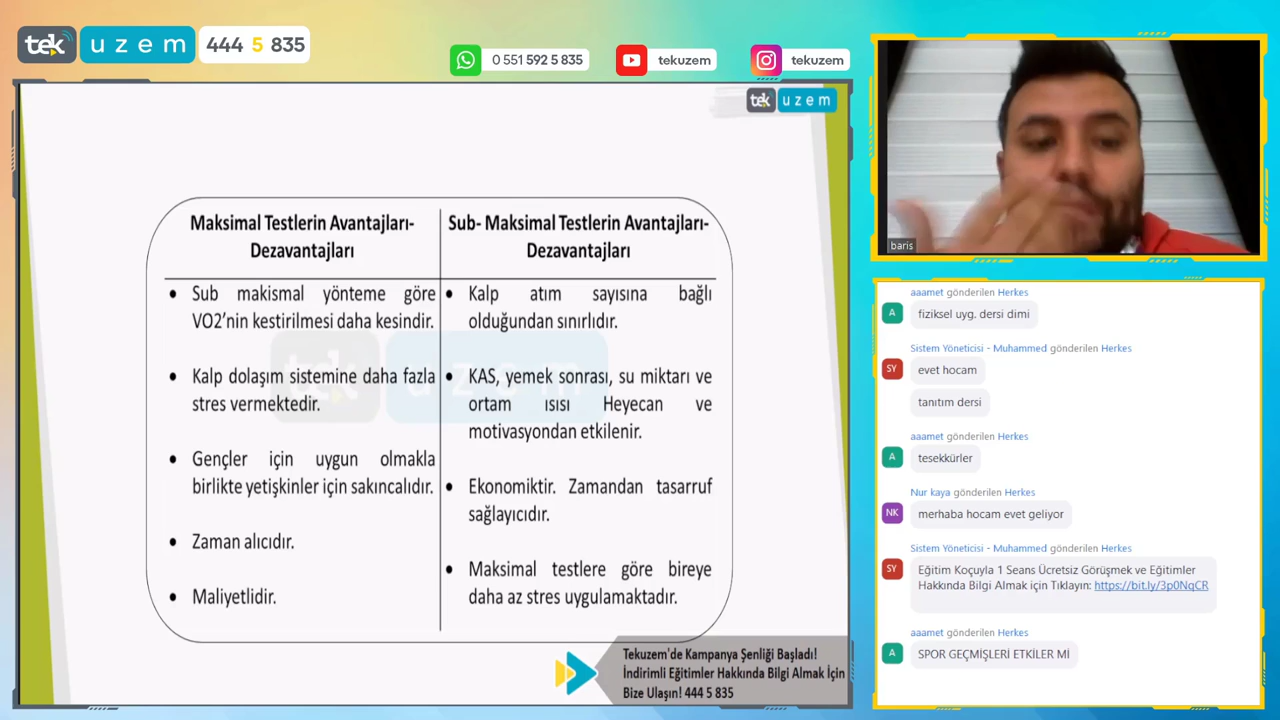 tek uzem 444 5 835
0 551 592 5 835
tekuzem
tekuzem
tek uzem
Maksimal Testlerin Avantajları-
Dezavantajları
• Sub makismal yönteme göre
VO2’nin kestirilmesi daha kesindir.
• Kalp dolaşım sistemine daha fazla
stres vermektedir.
• Gençler için uygun olmakla
birlikte yetişkinler için sakıncalıdır.
• Zaman alıcıdır.
• Maliyetlidir.
Sub- Maksimal Testlerin Avantajları-
Dezavantajları
• Kalp atım sayısına bağlı
olduğundan sınırlıdır.
• KAS, yemek sonrası, su miktarı ve
ortam ısısı Heyecan ve
motivasyondan etkilenir.
• Ekonomiktir. Zamandan tasarruf
sağlayıcıdır.
• Maksimal testlere göre bireye
daha az stres uygulamaktadır.
tek uzem
Tekuzem'de Kampanya Şenliği Başladı!
İndirimli Eğitimler Hakkında Bilgi Almak İçin
Bize Ulaşın! 444 5 835
baris
aaamet gönderilen Herkes
A
fiziksel uyg. dersi dimi
Sistem Yöneticisi - Muhammed gönderilen Herkes
SY
evet hocam
tanıtım dersi
aaamet gönderilen Herkes
A
tesekkürler
Nur kaya gönderilen Herkes
NK
merhaba hocam evet geliyor
Sistem Yöneticisi - Muhammed gönderilen Herkes
SY
Eğitim Koçuyla 1 Seans Ücretsiz Görüşmek ve Eğitimler
Hakkında Bilgi Almak için Tıklayın: https://bit.ly/3p0NqCR
aaamet gönderilen Herkes
A
SPOR GEÇMİŞLERİ ETKİLER Mİ